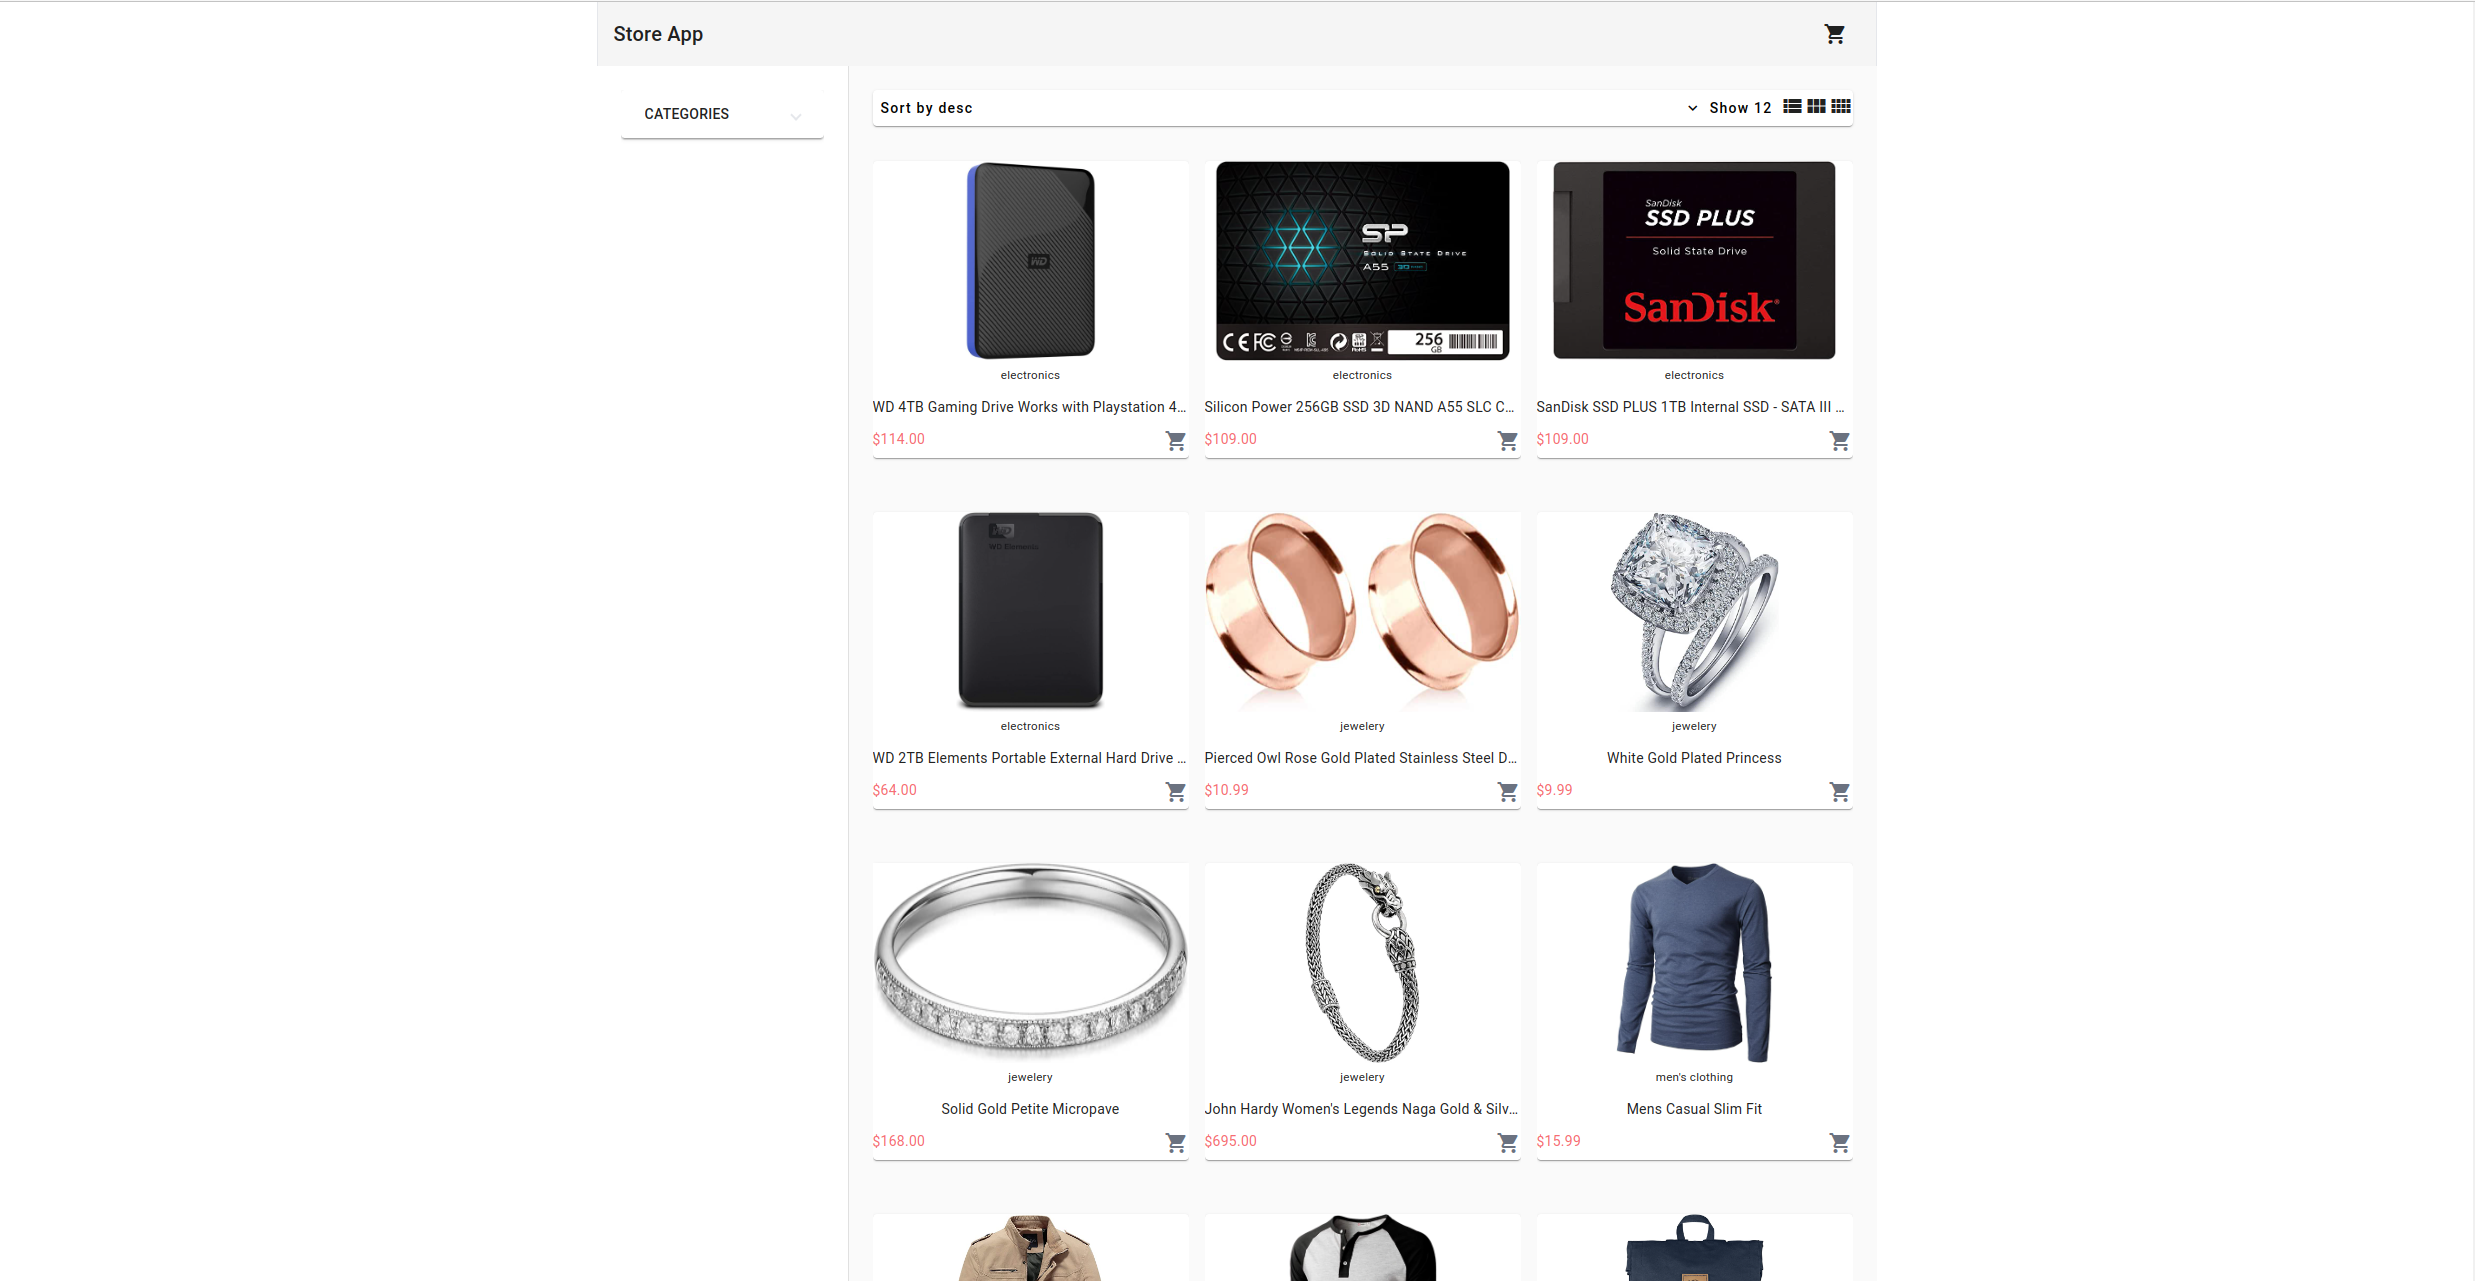 Store App
CATEGORIES
Sort by desc
Show 12
WD
SP
SOLID STATE DRIVE
A55
256
GB
SanDisk
SSD PLUS
Solid State Drive
SanDisk
electronics
electronics
electronics
WD 4TB Gaming Drive Works with Playstation 4...
Silicon Power 256GB SSD 3D NAND A55 SLC C...
SanDisk SSD PLUS 1TB Internal SSD - SATA III ...
$114.00
$109.00
$109.00
WD
WD Elements
electronics
jewelery
jewelery
WD 2TB Elements Portable External Hard Drive ...
Pierced Owl Rose Gold Plated Stainless Steel D...
White Gold Plated Princess
$64.00
$10.99
$9.99
jewelery
jewelery
men's clothing
Solid Gold Petite Micropave
John Hardy Women's Legends Naga Gold & Silv...
Mens Casual Slim Fit
$168.00
$695.00
$15.99